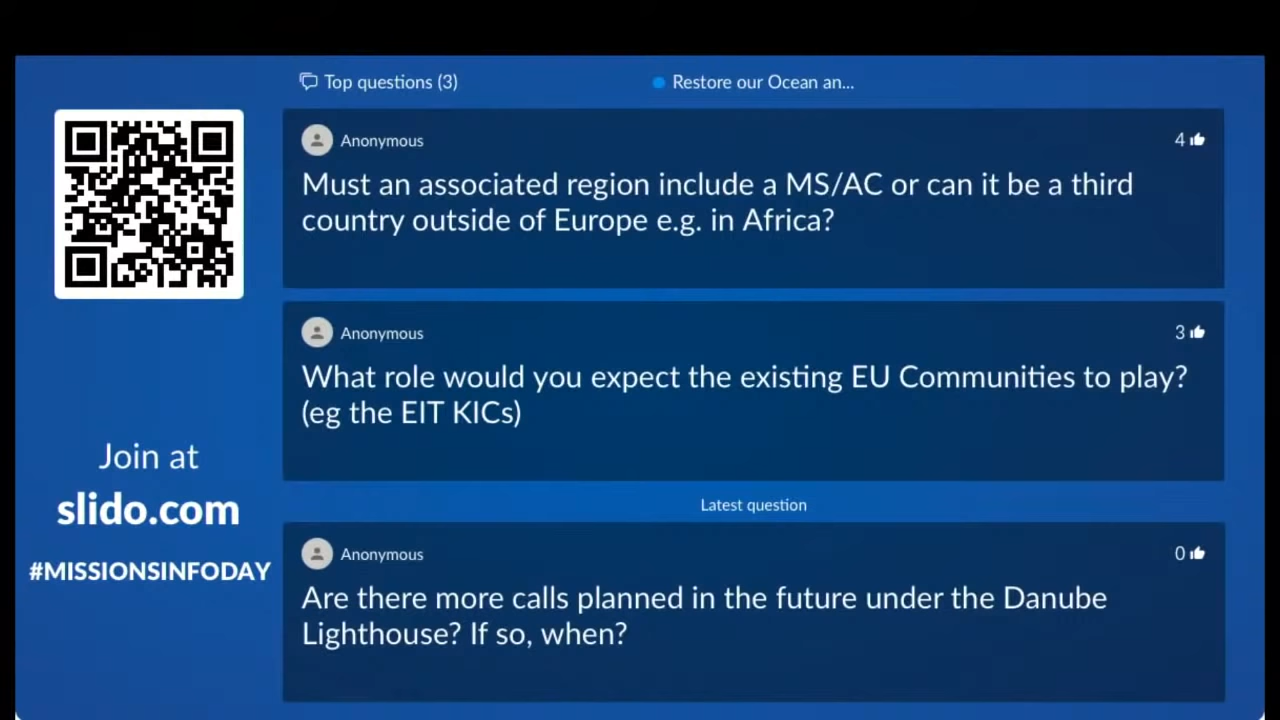 Top questions (3)
Restore our Ocean an...
Anonymous
4
Must an associated region include a MS/AC or can it be a third
country outside of Europe e.g. in Africa?
Anonymous
3
What role would you expect the existing EU Communities to play?
(eg the EIT KICs)
Join at
slido.com
#MISSIONSINFODAY
Latest question
Anonymous
0
Are there more calls planned in the future under the Danube
Lighthouse? If so, when?